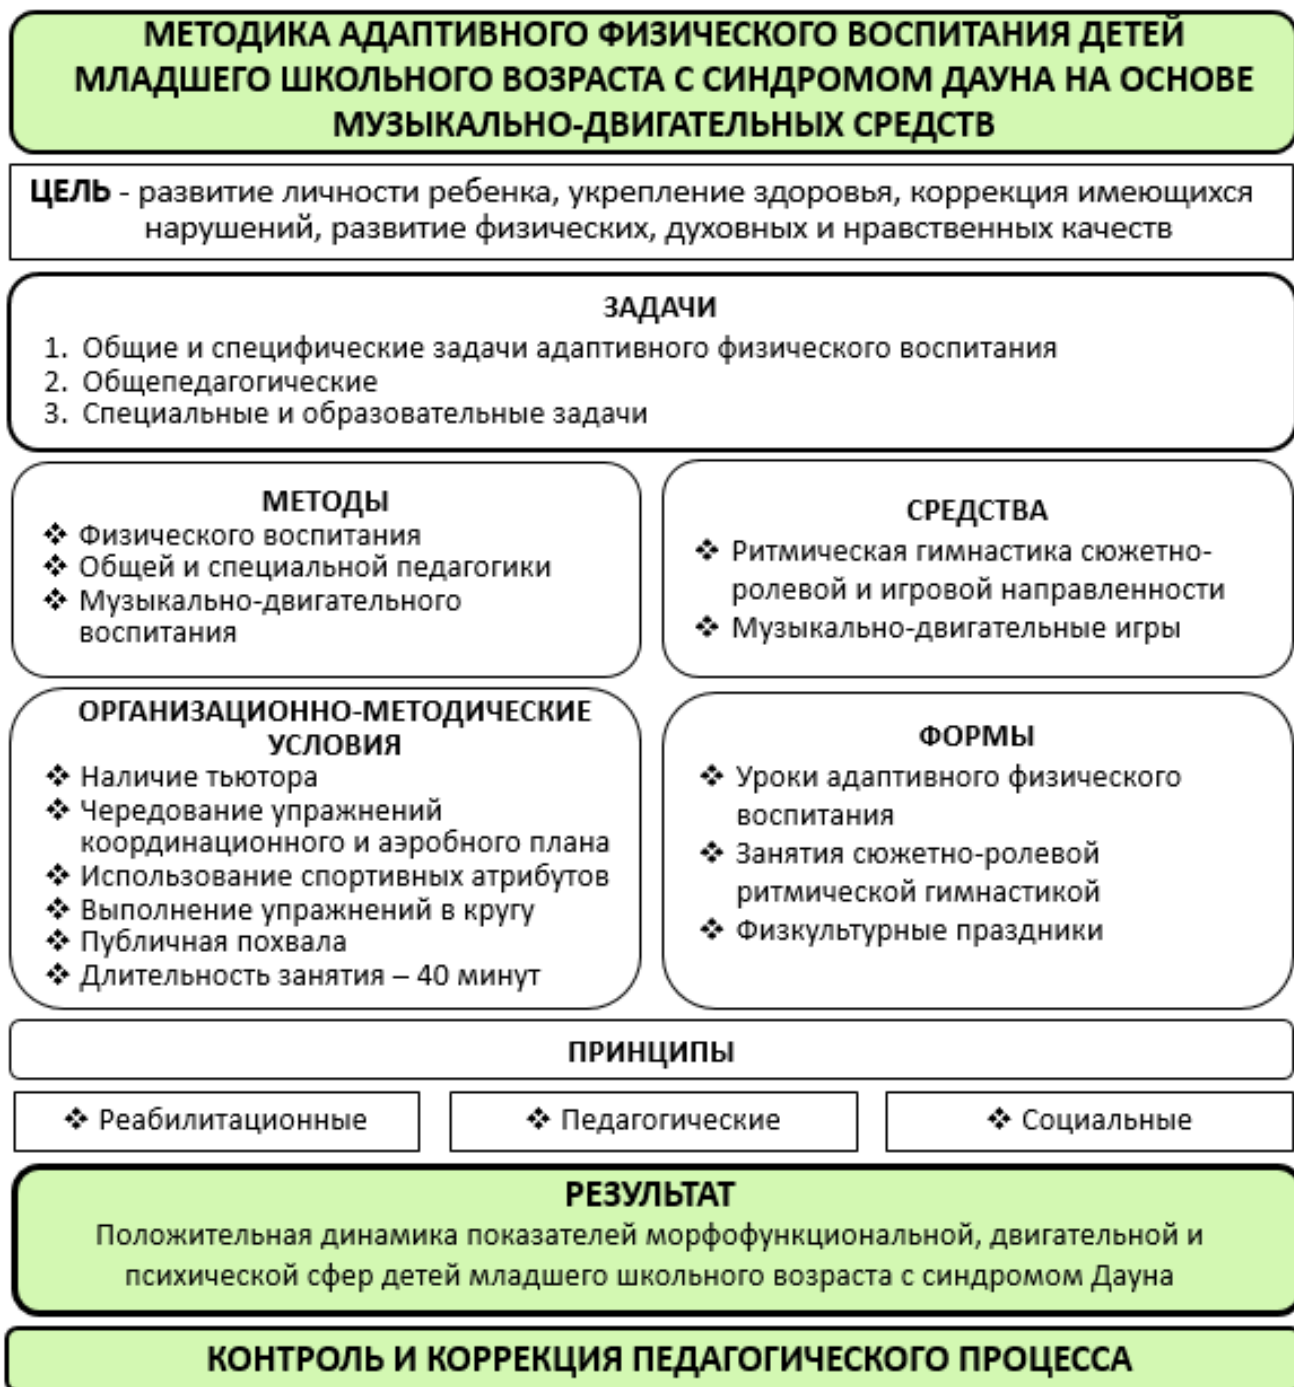 МЕТОДИКА АДАПТИВНОГО ФИЗИЧЕСКОГО ВОСПИТАНИЯ ДЕТЕЙ
МЛАДШЕГО ШКОЛЬНОГО ВОЗРАСТА С СИНДРОМОМ ДАУНА НА ОСНОВЕ
МУЗЫКАЛЬНО-ДВИГАТЕЛЬНЫХ СРЕДСТВ
ЦЕЛЬ - развитие личности ребенка, укрепление здоровья, коррекция имеющихся
нарушений, развитие физических, духовных и нравственных качеств
ЗАДАЧИ
1. Общие и специфические задачи адаптивного физического воспитания
2. Общепедагогические
3. Специальные и образовательные задачи
МЕТОДЫ
❖ Физического воспитания
❖ Общей и специальной педагогики
❖ Музыкально-двигательного
воспитания
СРЕДСТВА
❖ Ритмическая гимнастика сюжетно-
ролевой и игровой направленности
❖ Музыкально-двигательные игры
ОРГАНИЗАЦИОННО-МЕТОДИЧЕСКИЕ
УСЛОВИЯ
❖ Наличие тьютора
❖ Чередование упражнений
координационного и аэробного плана
❖ Использование спортивных атрибутов
❖ Выполнение упражнений в кругу
❖ Публичная похвала
❖ Длительность занятия – 40 минут
ФОРМЫ
❖ Уроки адаптивного физического
воспитания
❖ Занятия сюжетно-ролевой
ритмической гимнастикой
❖ Физкультурные праздники
ПРИНЦИПЫ
❖ Реабилитационные
❖ Педагогические
❖ Социальные
РЕЗУЛЬТАТ
Положительная динамика показателей морфофункциональной, двигательной и
психической сфер детей младшего школьного возраста с синдромом Дауна
КОНТРОЛЬ И КОРРЕКЦИЯ ПЕДАГОГИЧЕСКОГО ПРОЦЕССА